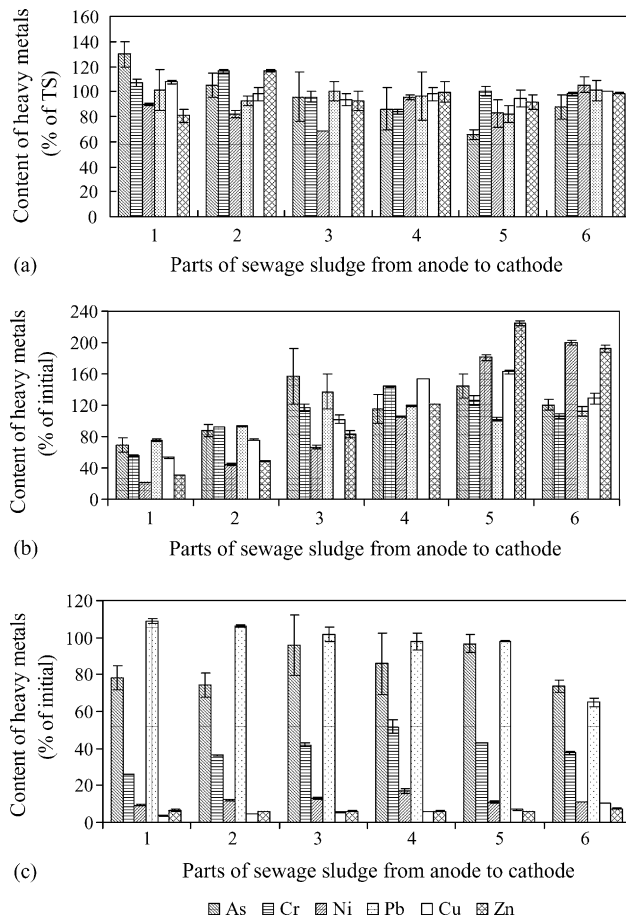 Content of heavy metals
(% of TS)
160
140
120
100
80
60
40
20
0
1 2 3 4 5 6
(a)
Parts of sewage sludge from anode to cathode
Content of heavy metals
(% of initial)
240
200
160
120
80
40
0
1 2 3 4 5 6
(b)
Parts of sewage sludge from anode to cathode
Content of heavy metals
(% of initial)
120
100
80
60
40
20
0
1 2 3 4 5 6
(c)
Parts of sewage sludge from anode to cathode
As Cr Ni Pb Cu Zn